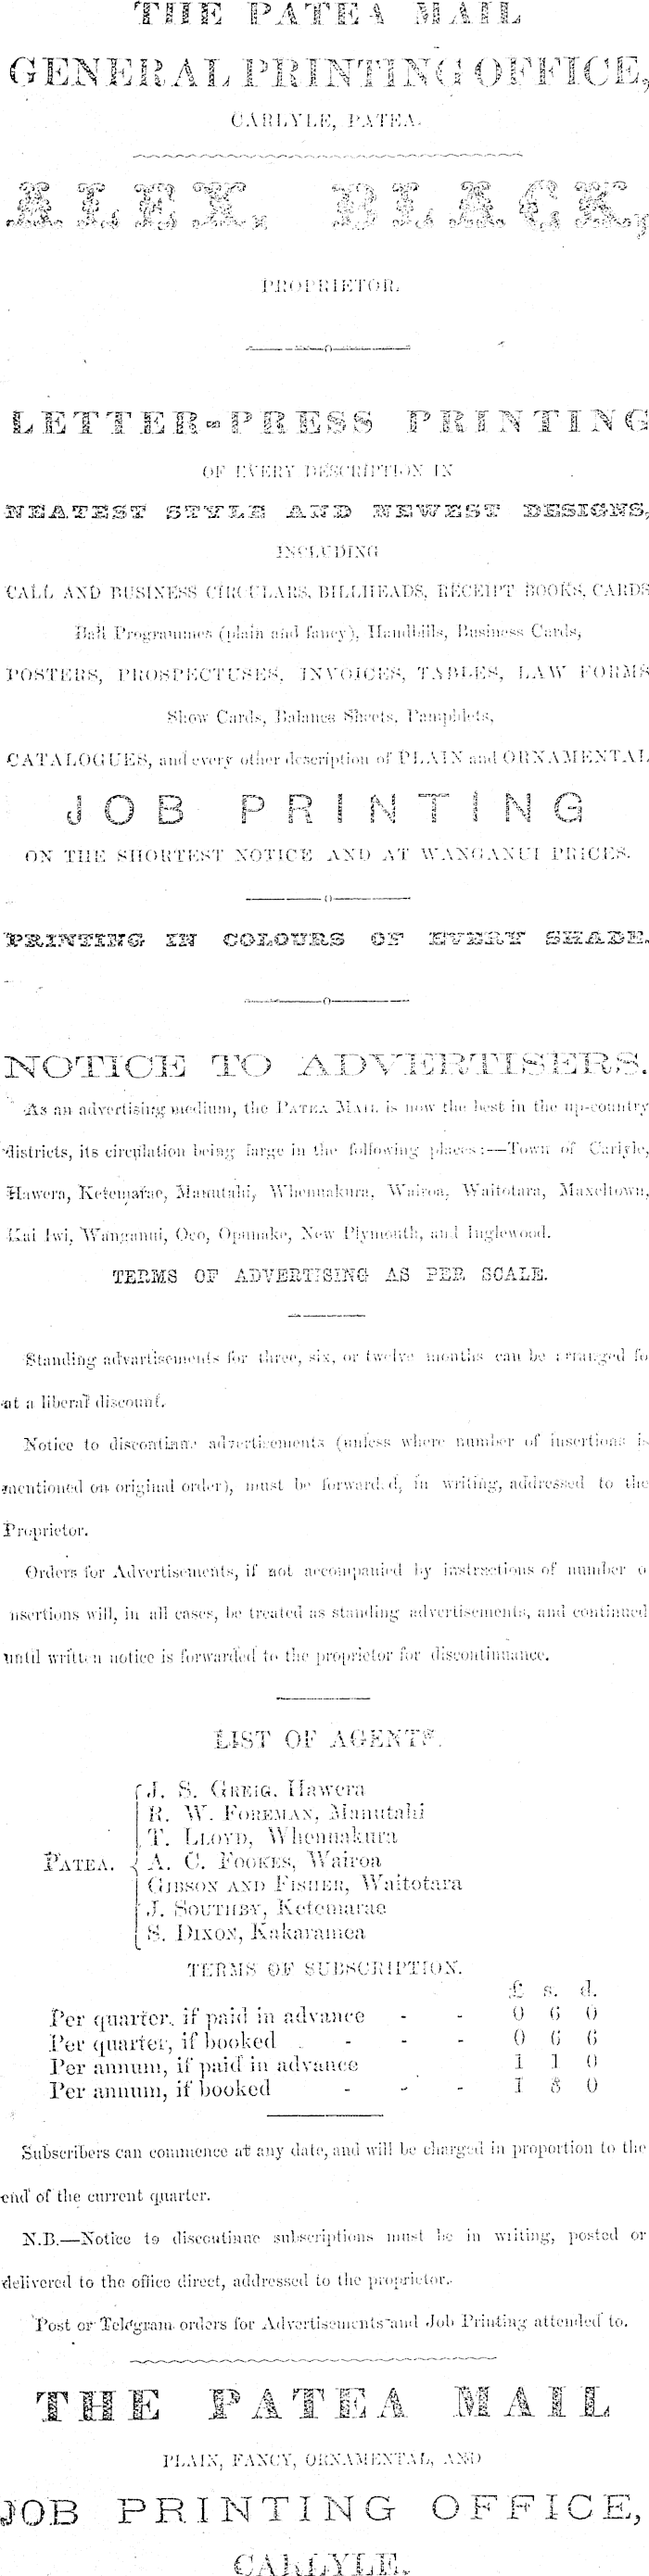 THE PATEA MAIL
GENERAL PRINTING OFFICE,
CARLYLE, PATEA.
ALEX. BLACK,
PROPRIETOR.
LETTER-PRESS PRINTING
OF EVERY DESCRIPTION IN
NEATEST STYLE AND NEWEST DESIGNS,
INCLUDING
CALL AND BUSINESS CIRCULARS, BILLHEADS, RECEIPT BOOKS, CARDS
Ball Programmes (plain and fancy), Handbills, Business Cards,
POSTERS, PROSPECTUSES, INVOICES, TABLES, LAW FORMS
Show Cards, Balance Sheets, Pamphlets,
CATALOGUES, and every other description of PLAIN and ORNAMENTAL
JOB PRINTING
ON THE SHORTEST NOTICE AND AT WANGANUI PRICES.
PRINTING IN COLOURS OF EVERY SHADE.
NOTICE TO ADVERTISERS.
As an advertising medium, the PATEA MAIL is now the best in the up-country
districts, its circulation being large in the following places:—Town of Carlyle,
Hawera, Ketemarae, Manutahi, Whenuakura, Wairoa, Waitotara, Maxeltown,
Kai Iwi, Wanganui, Oeo, Opunake, New Plymouth, and Inglewood.
TERMS OF ADVERTISING AS PER SCALE.
Standing advartisements for three, six, or twelve months can be arranged fo
at a liberal discount.
Notice to discontinue advertisements (unless where number of insertions is
mentioned on original order), must be forwarded, in writing, addressed to the
Proprietor.
Orders for Advertisements, if not accompanied by instructions of number o
nsertions will, in all cases, be treated as standing advertisements, and continued
until written notice is forwarded to the proprietor for discontinuance.
LIST OF AGENTS.
J. S. GREIG. Hawera
R. W. FOREMAN, Manutahi
T. LLOYD, Whenuakura
PATEA. A. C. FOOKES, Wairoa
GIBSON AND FISHER, Waitotara
J. SOUTHBY, Ketemarae
S. DIXON, Kakaramea
TERMS OF SUBSCRIPTION.
£ s. d.
Per quarter, if paid in advance - - 0 6 0
Per quarter, if booked - - - 0 6 6
Per annum, if paid in advance 1 1 0
Per annum, if booked - - - 1 8 0
Subscribers can commence at any date, and will be charged in proportion to the
end of the current quarter.
N.B.—Notice to discontinue subscriptions must be in writing, posted or
delivered to the office direct, addressed to the proprietor.
Post or Telegram orders for Advertisements and Job Printing attended to.
THE PATEA MAIL
PLAIN, FANCY, ORNAMENTAL, AND
JOB PRINTING OFFICE,
CARLYLE.